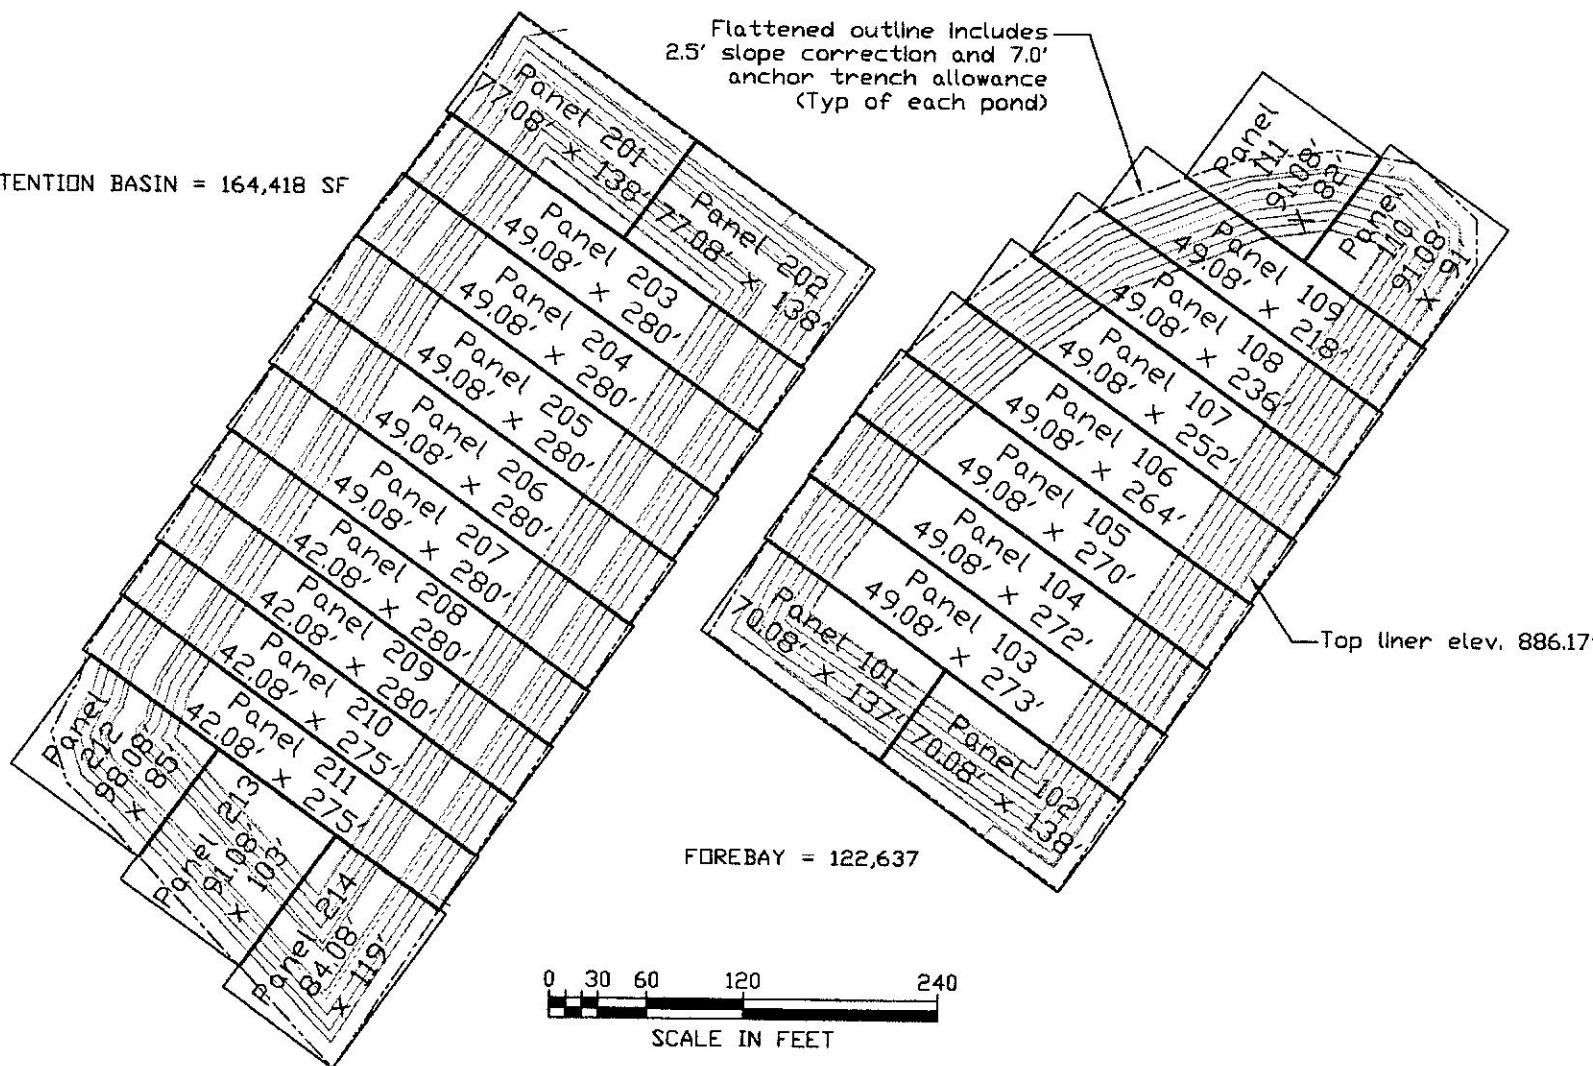 Flattened outline includes
2.5' slope correction and 7.0'
anchor trench allowance
(Typ of each pond)
TENTION BASIN = 164,418 SF
Panel 201
77.08' x 138'
Panel 202
77.08' x 138'
Panel 203
49.08' x 280'
Panel 204
49.08' x 280'
Panel 205
49.08' x 280'
Panel 206
49.08' x 280'
Panel 207
49.08' x 280'
Panel 208
42.08' x 280'
Panel 209
42.08' x 280'
Panel 210
42.08' x 275'
Panel 211
42.08' x 275'
Panel
212
98.08'
x 85'
Panel 213
91.08'
x 103'
Panel 214
84.08'
x 119'
Panel
111
91.08'
x 82'
Panel
110
91.08'
x 91'
Panel 109
49.08' x 218'
Panel 108
49.08' x 236'
Panel 107
49.08' x 252'
Panel 106
49.08' x 264'
Panel 105
49.08' x 270'
Panel 104
49.08' x 272'
Panel 103
49.08' x 273'
Panel 101
70.08' x 137'
Panel 102
70.08' x 138'
Top liner elev. 886.17'
FOREBAY = 122,637
0 30 60 120 240
SCALE IN FEET